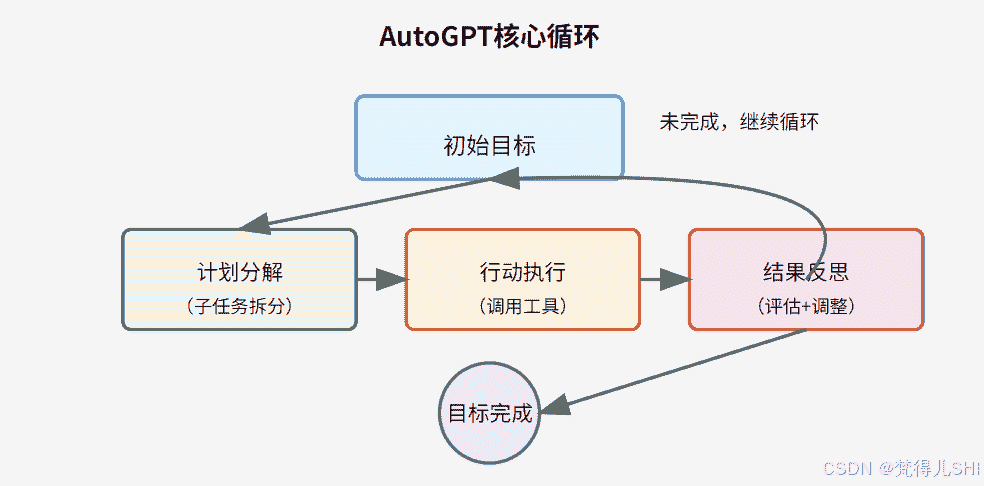 AutoGPT核心循环
初始目标
未完成，继续循环
计划分解
（子任务拆分）
行动执行
（调用工具）
结果反思
（评估+调整）
目标完成
CSDN @梵得儿SHI